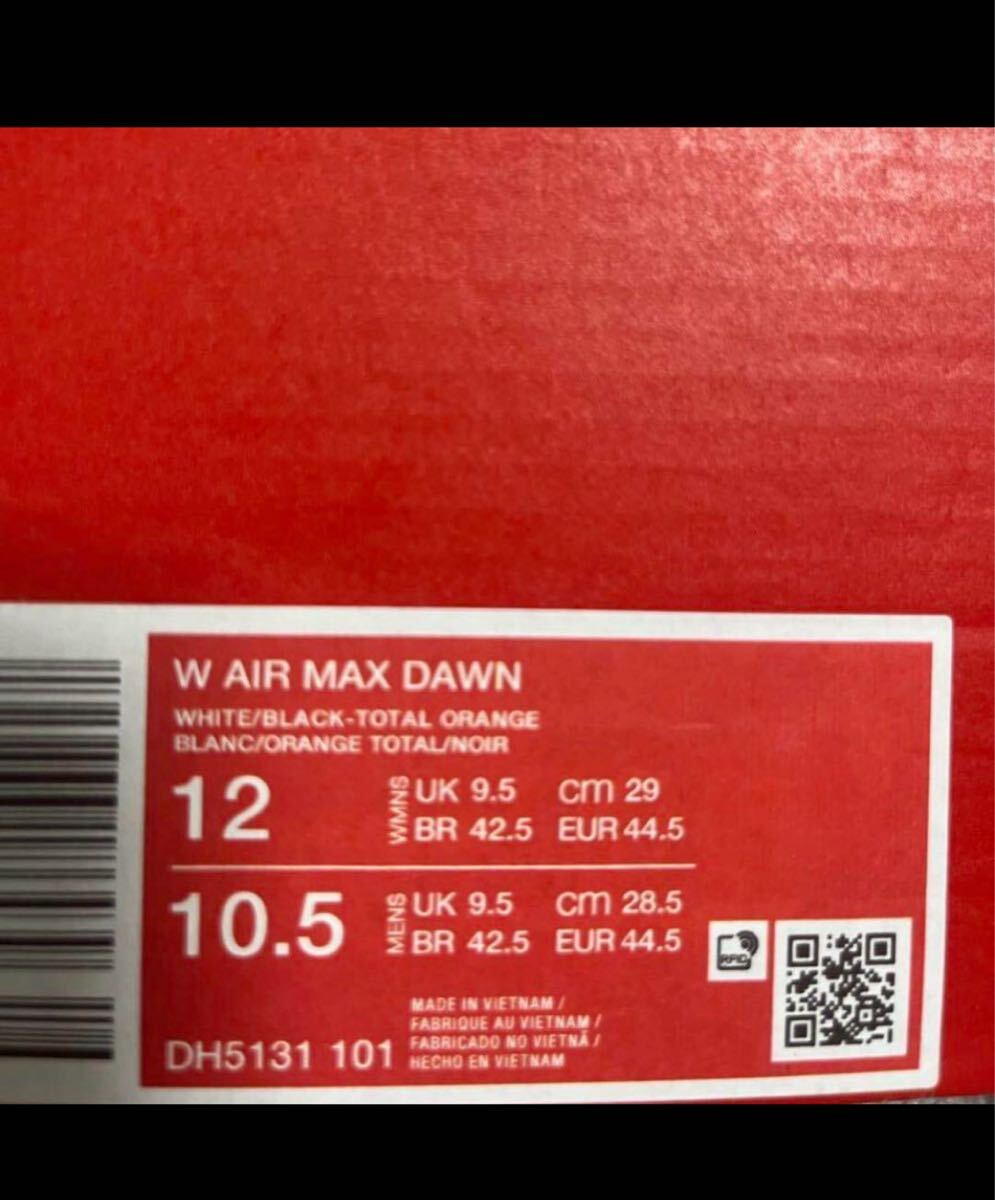 W AIR MAX DAWN
WHITE/BLACK-TOTAL ORANGE
BLANC/ORANGE TOTAL/NOIR
12 WMNS UK 9.5 cm 29
BR 42.5 EUR 44.5
10.5 MENS UK 9.5 cm 28.5
BR 42.5 EUR 44.5
RFID
MADE IN VIETNAM /
FABRIQUE AU VIETNAM /
FABRICADO NO VIETNÃ /
HECHO EN VIETNAM
DH5131 101